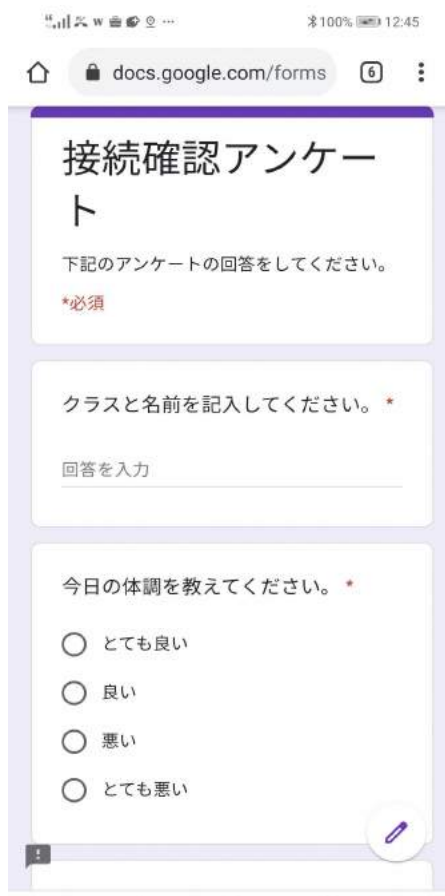 100% 12:45
docs.google.com/forms 6
接続確認アンケー
ト
下記のアンケートの回答をしてください。
*必須
クラスと名前を記入してください。 *
回答を入力
今日の体調を教えてください。 *
とても良い
良い
悪い
とても悪い